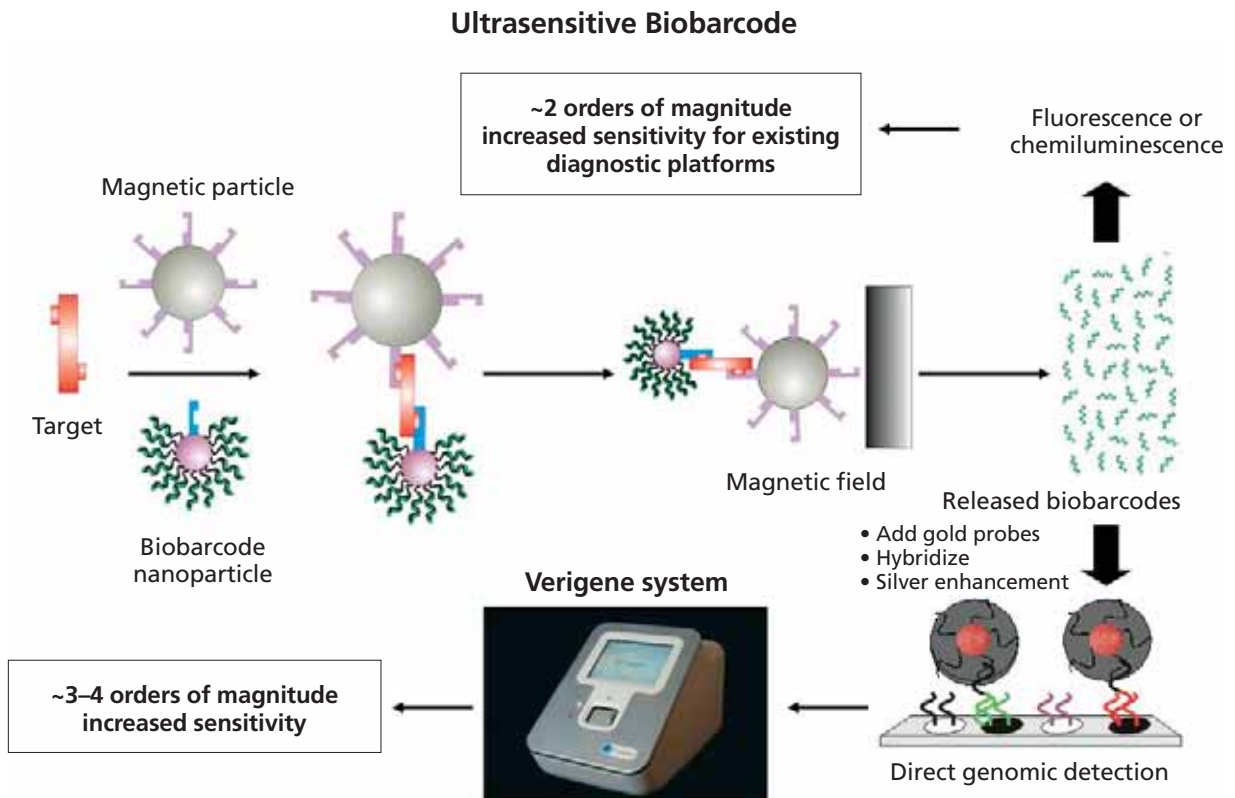 Ultrasensitive Biobarcode
~2 orders of magnitude
increased sensitivity for existing
diagnostic platforms
Fluorescence or
chemiluminescence
Magnetic particle
Target
Biobarcode
nanoparticle
Magnetic field
Released biobarcodes
• Add gold probes
• Hybridize
• Silver enhancement
Verigene system
~3–4 orders of magnitude
increased sensitivity
Direct genomic detection